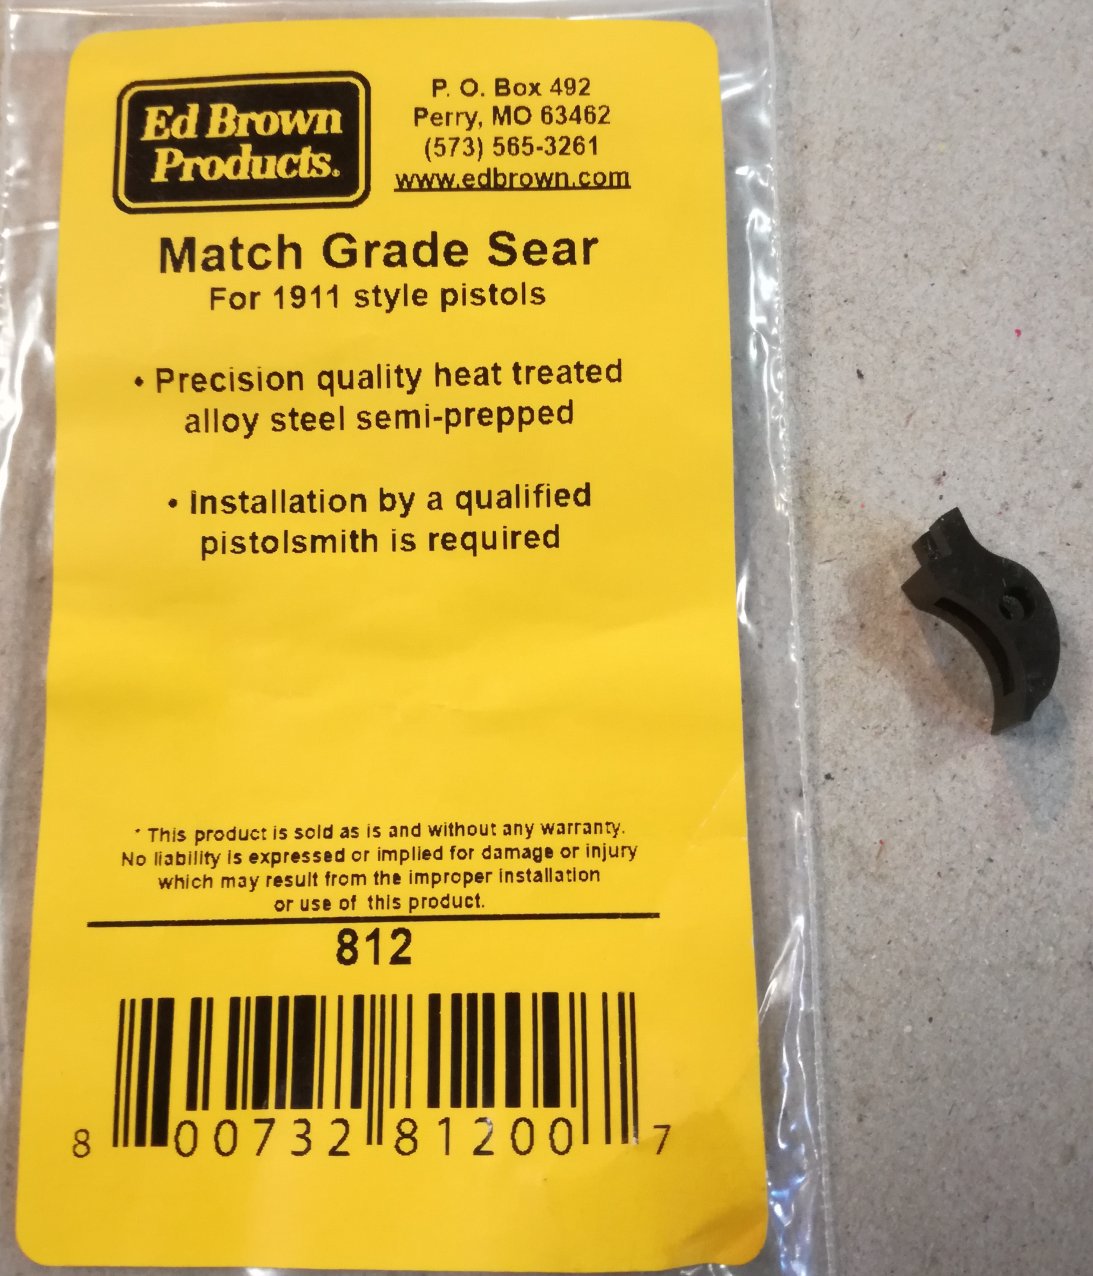 Ed Brown
Products.
P. O. Box 492
Perry, MO 63462
(573) 565-3261
www.edbrown.com
Match Grade Sear
For 1911 style pistols
• Precision quality heat treated
alloy steel semi-prepped
• Installation by a qualified
pistolsmith is required
* This product is sold as is and without any warranty.
No liability is expressed or implied for damage or injury
which may result from the improper installation
or use of this product.
812
8 00732 81200 7